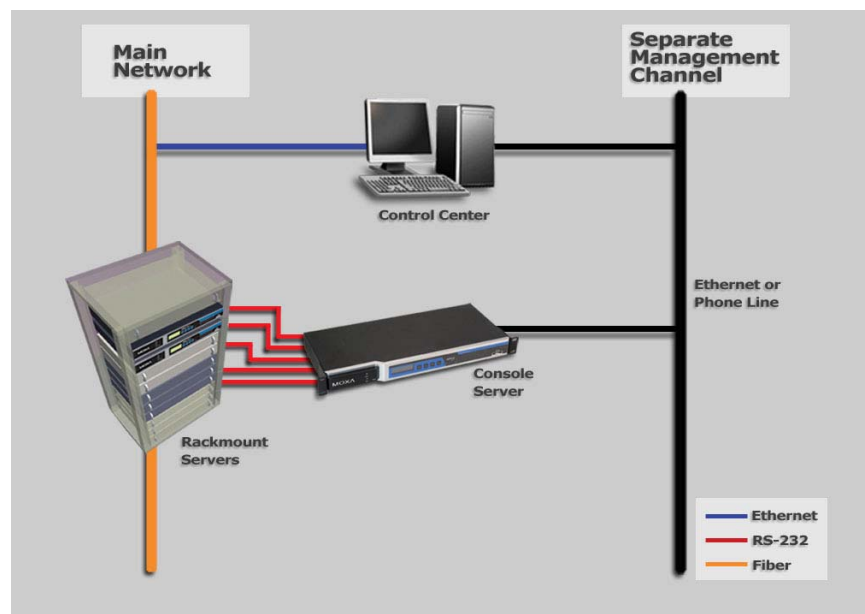 Main
Network
Separate
Management
Channel
Control Center
Ethernet or
Phone Line
MOXA
Console
Server
Rackmount
Servers
Ethernet
RS-232
Fiber